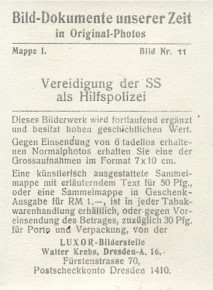 Bild-Dokumente unserer Zeit
in Original-Photos
Mappe I. Bild Nr. 11
Vereidigung der SS
als Hilfspolizei
Dieses Bilderwerk wird fortlaufend ergänzt
und besitzt hohen geschichtlichen Wert.
Gegen Einsendung von 6 tadellos erhalte-
nen Normalphotos erhalten Sie eine der
Grossaufnahmen im Format 7x10 cm.
Eine künstlerisch ausgestattete Sammel-
mappe mit erläuterndem Text für 50 Pfg.,
oder eine Sammelmappe in Geschenk-
Ausgabe für RM 1.—, ist in jeder Tabak-
warenhandlung erhältlich, oder gegen Vor-
einsendung des Betrages, zuzüglich 30 Pfg.
für Porto und Verpackung, von der
LUXOR-Bilderstelle
Walter Krebs, Dresden-A. 16,
Fürstenstrasse 70,
Postscheckkonto Dresden 1410.